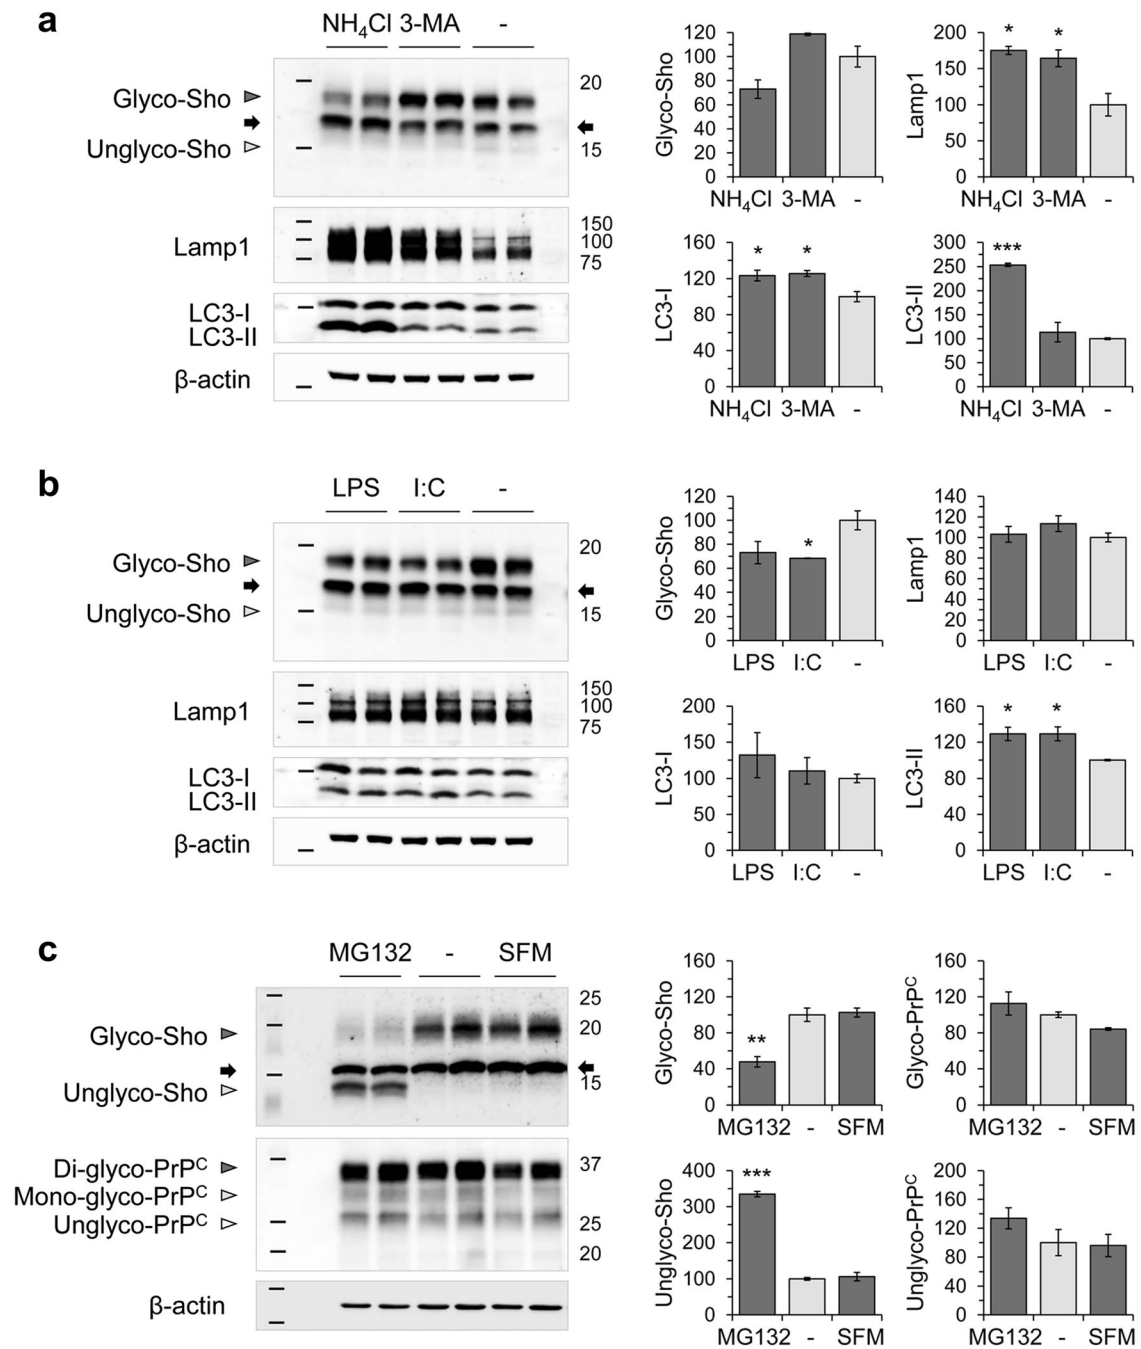 a
NH₄Cl 3-MA -
Glyco-Sho
Unglyco-Sho
20
15
Lamp1
150
100
75
LC3-I
LC3-II
β-actin
Glyco-Sho
120
100
80
60
40
20
0
NH₄Cl 3-MA -
Lamp1
200
150
100
50
0
* *
NH₄Cl 3-MA -
LC3-I
160
120
80
40
0
* *
NH₄Cl 3-MA -
LC3-II
300
250
200
150
100
50
0
***
NH₄Cl 3-MA -
b
LPS I:C -
Glyco-Sho
Unglyco-Sho
20
15
Lamp1
150
100
75
LC3-I
LC3-II
β-actin
Glyco-Sho
120
100
80
60
40
20
0
*
LPS I:C -
Lamp1
140
120
100
80
60
40
20
0
LPS I:C -
LC3-I
200
150
100
50
0
LPS I:C -
LC3-II
160
120
80
40
0
* *
LPS I:C -
c
MG132 - SFM
Glyco-Sho
Unglyco-Sho
25
20
15
Di-glyco-PrPᶜ
Mono-glyco-PrPᶜ
Unglyco-PrPᶜ
37
25
20
β-actin
Glyco-Sho
160
120
80
40
0
**
MG132 - SFM
Glyco-PrPᶜ
160
120
80
40
0
MG132 - SFM
Unglyco-Sho
400
300
200
100
0
***
MG132 - SFM
Unglyco-PrPᶜ
200
160
120
80
40
0
MG132 - SFM